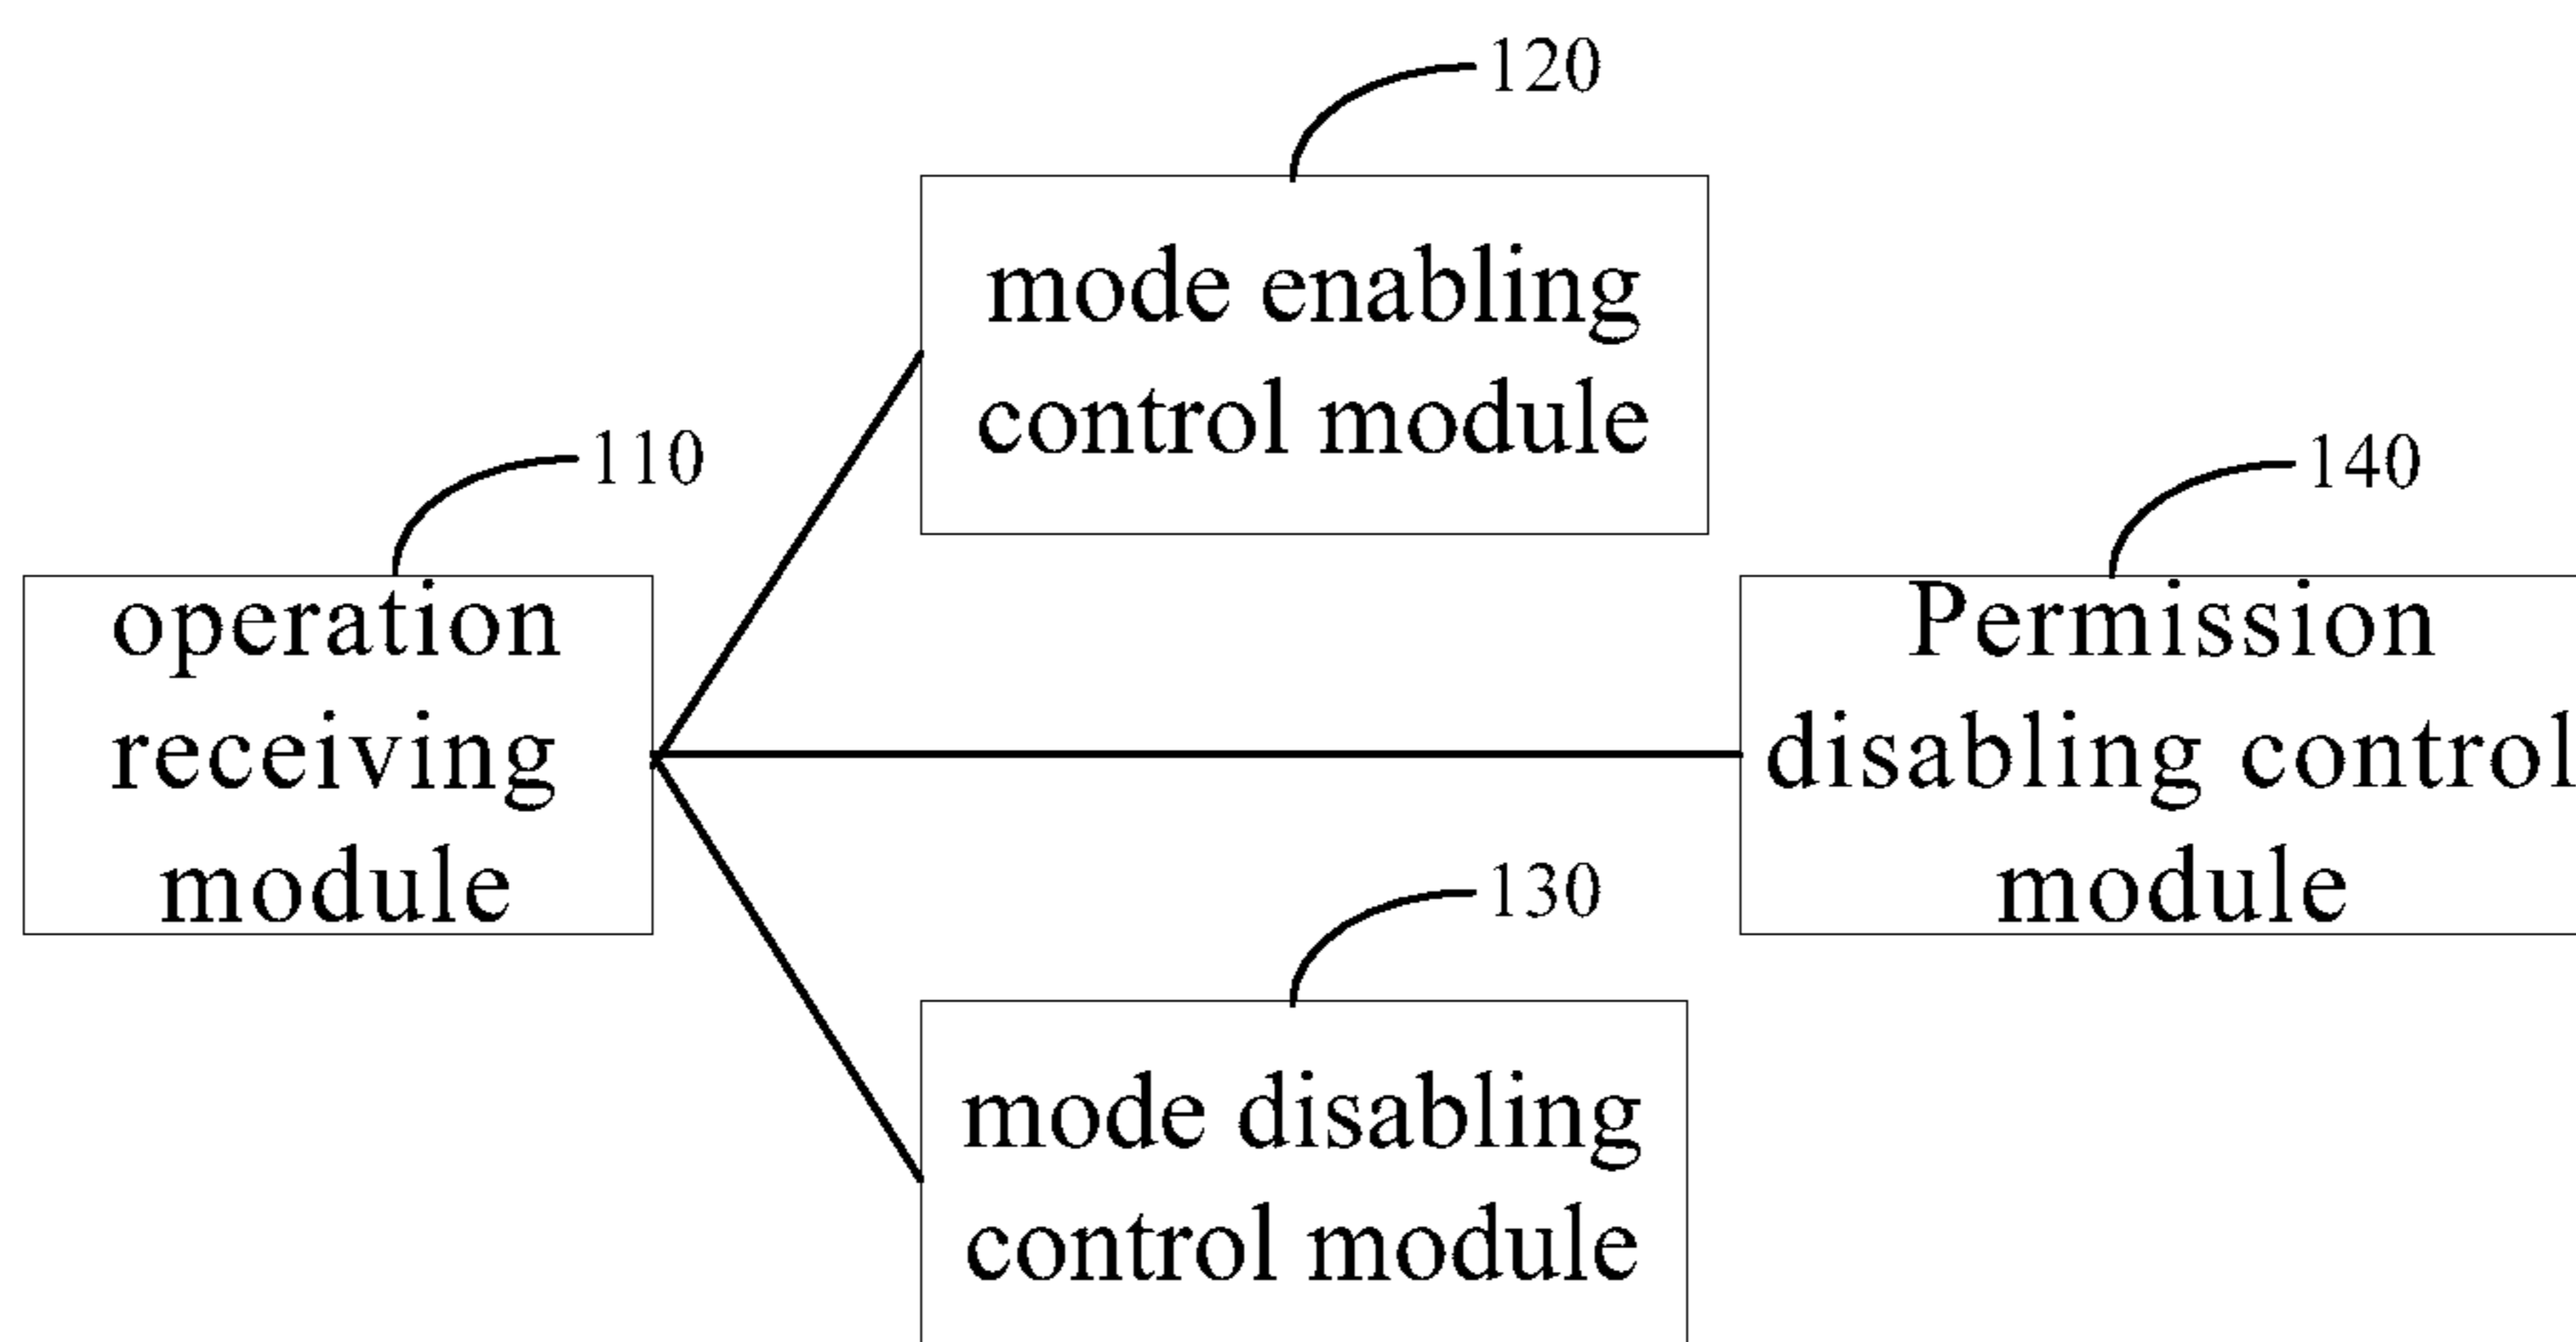 120
mode enabling
control module
110
operation
receiving
module
140
Permission
disabling control
module
130
mode disabling
control module